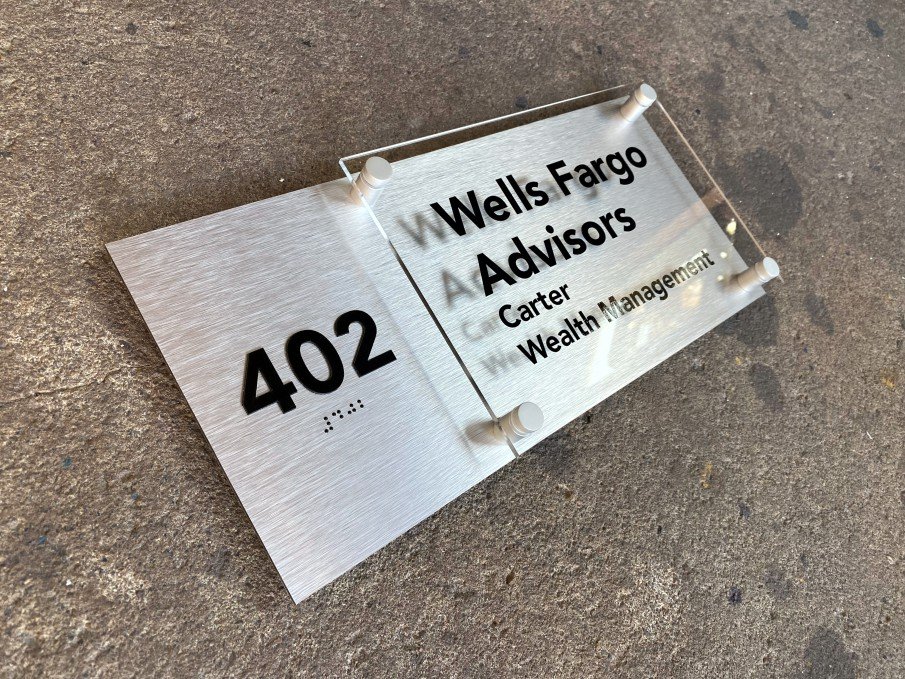 402
⠼⠙⠚⠃
Wells Fargo
Advisors
Carter
Wealth Management